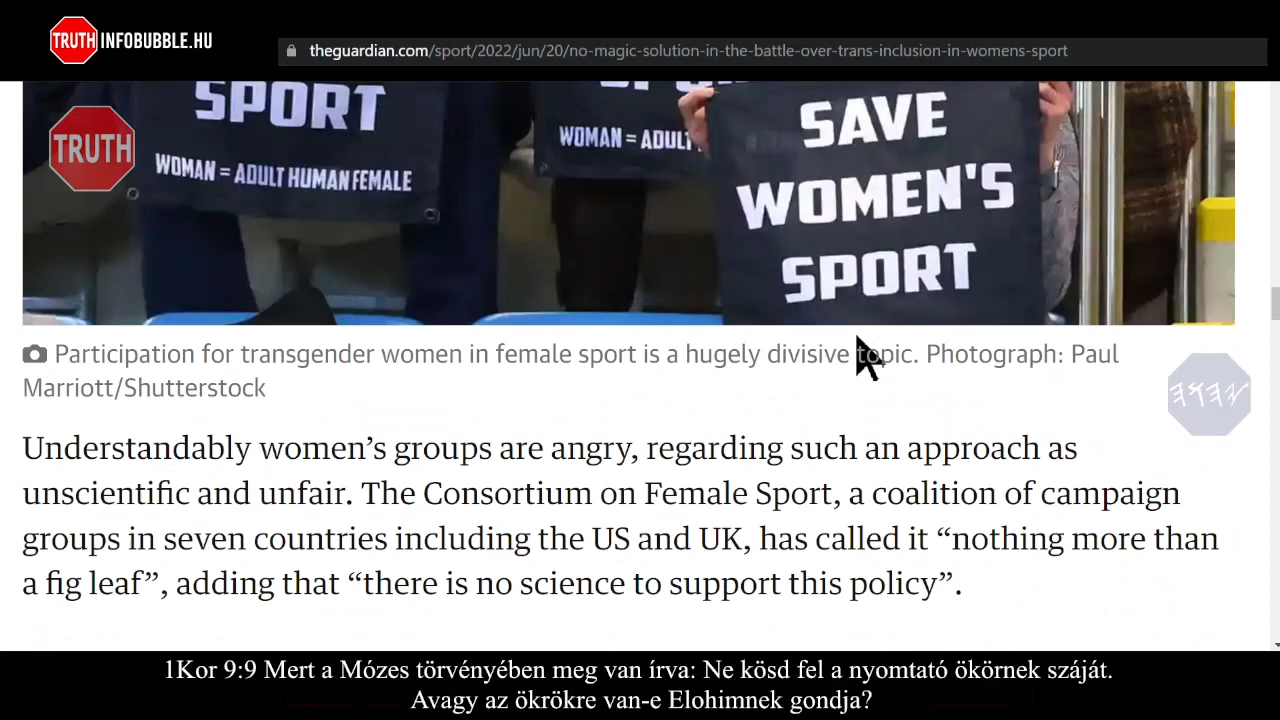 TRUTH INFOBUBBLE.HU
theguardian.com/sport/2022/jun/20/no-magic-solution-in-the-battle-over-trans-inclusion-in-womens-sport
SPORT
WOMAN = ADULT HUMAN FEMALE
WOMAN =
SAVE
WOMEN'S
SPORT
TRUTH
Participation for transgender women in female sport is a hugely divisive topic. Photograph: Paul
Marriott/Shutterstock
𐤉𐤄𐤅𐤄
Understandably women’s groups are angry, regarding such an approach as
unscientific and unfair. The Consortium on Female Sport, a coalition of campaign
groups in seven countries including the US and UK, has called it “nothing more than
a fig leaf”, adding that “there is no science to support this policy”.
1Kor 9:9 Mert a Mózes törvényében meg van írva: Ne kösd fel a nyomtató ökörnek száját.
Avagy az ökrökre van-e Elohimnek gondja?